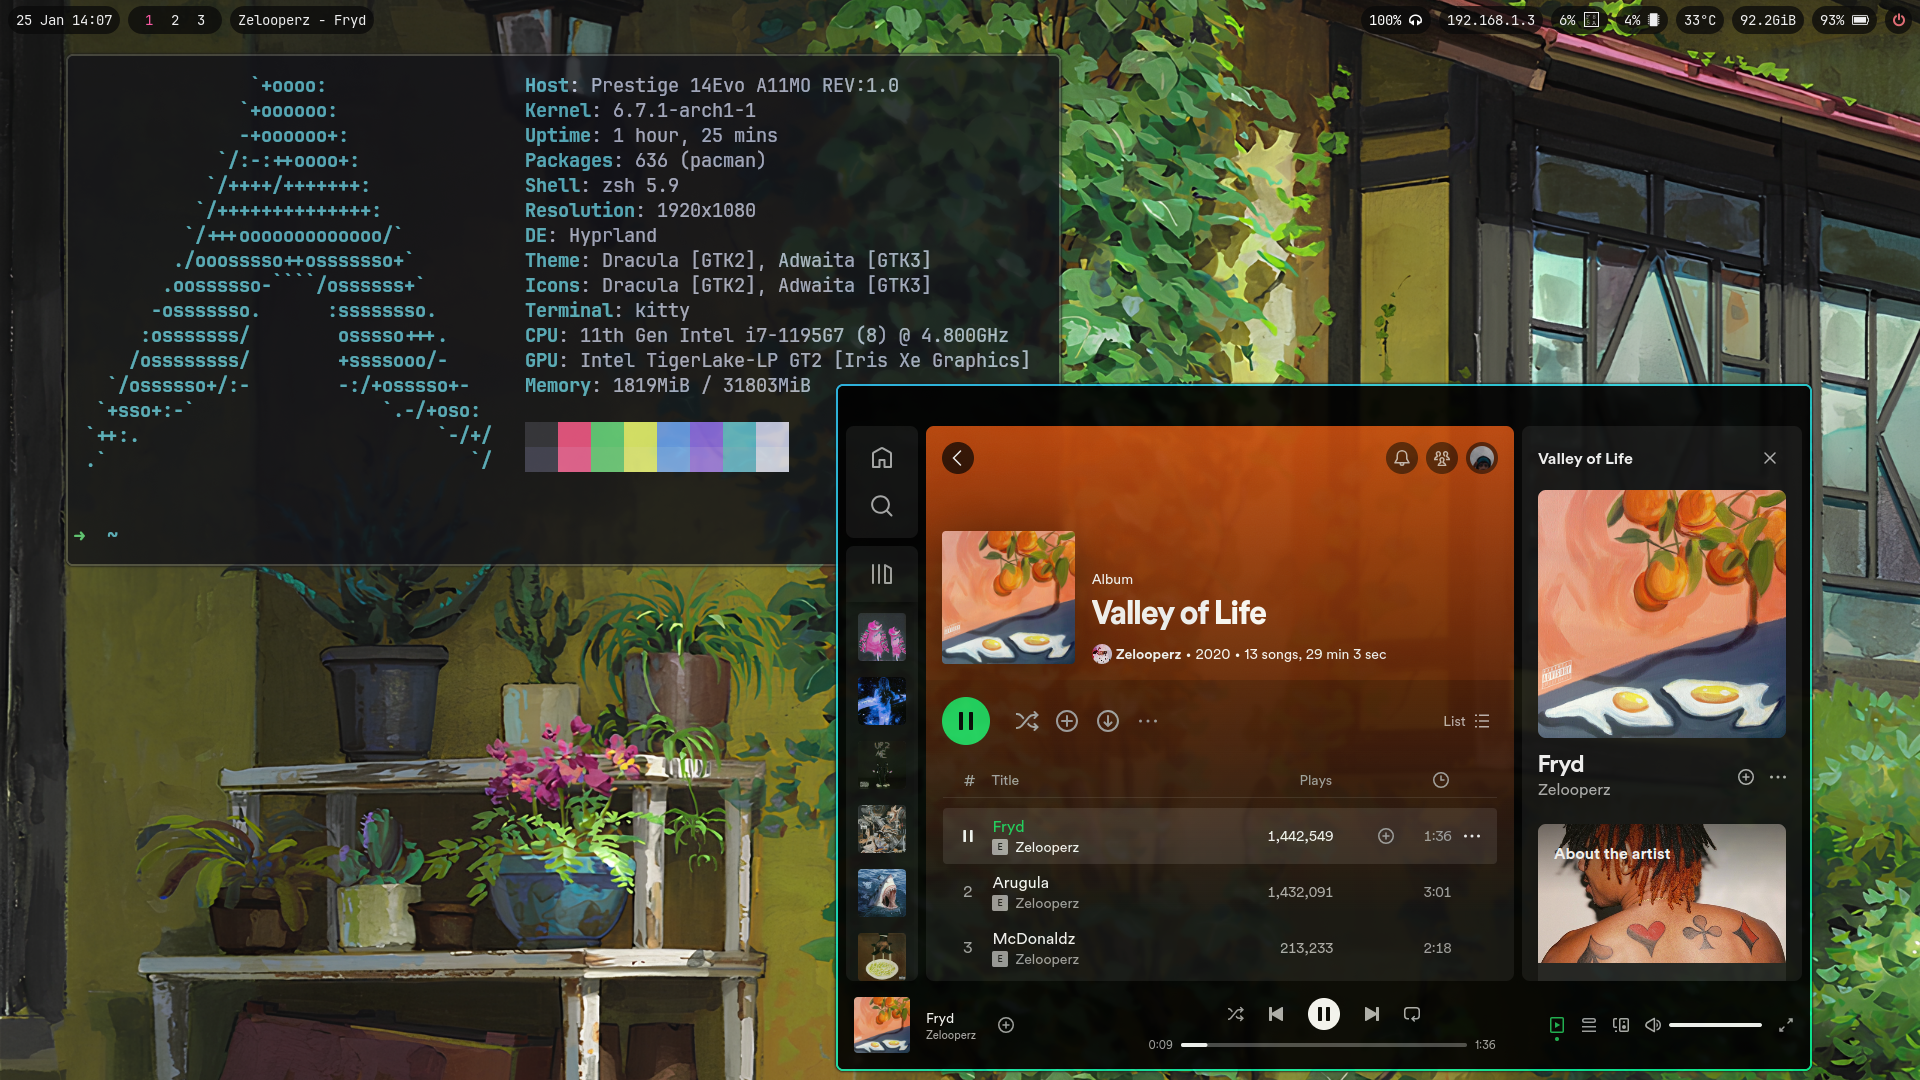 25 Jan 14:07
1 2 3
Zelooperz - Fryd
100%
192.168.1.3
6%
4%
33°C
92.2GiB
93%
`+oooo:
`+oooooo:
-+oooooo+:
`/:-:++oooo+:
`/++++/+++++++:
`/++++++++++++++:
`/+++ooooooooooooo/`
./ooosssso++osssssso+`
.oossssso-````/ossssss+`
-osssssso.      :ssssssso.
:osssssss/        osssso+++.
/ossssssss/        +ssssooo/-
`/ossssso+/:-        -:/+osssso+-
`+sso+:-`                 `.-/+oso:
`++:.                           `-/+/
.`                                 `/
Host: Prestige 14Evo A11MO REV:1.0
Kernel: 6.7.1-arch1-1
Uptime: 1 hour, 25 mins
Packages: 636 (pacman)
Shell: zsh 5.9
Resolution: 1920x1080
DE: Hyprland
Theme: Dracula [GTK2], Adwaita [GTK3]
Icons: Dracula [GTK2], Adwaita [GTK3]
Terminal: kitty
CPU: 11th Gen Intel i7-1195G7 (8) @ 4.800GHz
GPU: Intel TigerLake-LP GT2 [Iris Xe Graphics]
Memory: 1819MiB / 31803MiB
➜  ~
Album
Valley of Life
Zelooperz • 2020 • 13 songs, 29 min 3 sec
List
# Title Plays
Fryd
E Zelooperz
1,442,549
1:36
2
Arugula
E Zelooperz
1,432,091
3:01
3
McDonaldz
E Zelooperz
213,233
2:18
Valley of Life
Fryd
Zelooperz
About the artist
Fryd
Zelooperz
0:09
1:36